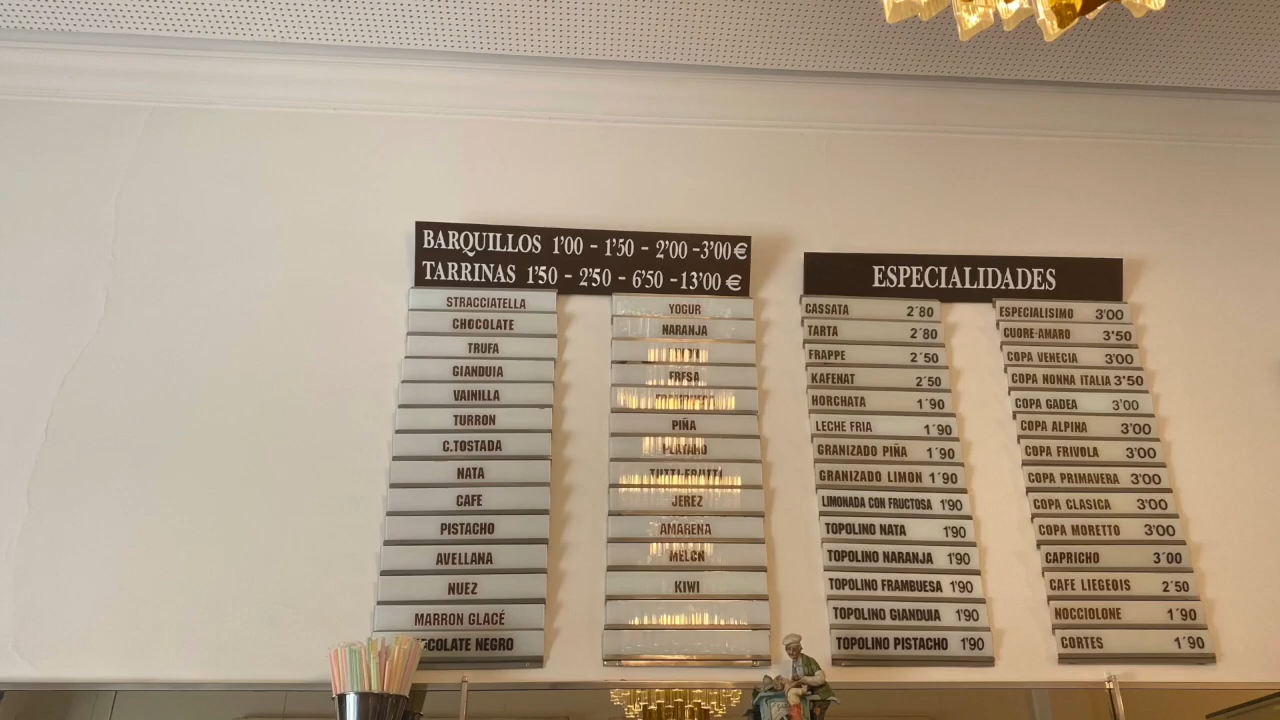 BARQUILLOS 1'00 - 1'50 - 2'00 -3'00€
TARRINAS 1'50 - 2'50 - 6'50 -13'00€
STRACCIATELLA
CHOCOLATE
TRUFA
GIANDUIA
VAINILLA
TURRON
C.TOSTADA
NATA
CAFE
PISTACHO
AVELLANA
NUEZ
MARRON GLACÉ
NEGRO
YOGUR
NARANJA
FRESA
PIÑA
PLATANO
TUTTI-FRUTTI
JEREZ
AMARENA
MELON
KIWI
ESPECIALIDADES
CASSATA 2´80
TARTA 2´80
FRAPPE 2´50
KAFENAT 2´50
HORCHATA 1´90
LECHE FRIA 1´90
GRANIZADO PIÑA 1´90
GRANIZADO LIMON 1´90
LIMONADA CON FRUCTOSA 1'90
TOPOLINO NATA 1'90
TOPOLINO NARANJA 1'90
TOPOLINO FRAMBUESA 1'90
TOPOLINO GIANDUIA 1'90
TOPOLINO PISTACHO 1'90
ESPECIALISIMO 3'00
CUORE-AMARO 3'50
COPA VENECIA 3'00
COPA NONNA ITALIA 3'50
COPA GADEA 3'00
COPA ALPINA 3'00
COPA FRIVOLA 3'00
COPA PRIMAVERA 3'00
COPA CLASICA 3'00
COPA MORETTO 3'00
CAPRICHO 3´00
CAFE LIEGEOIS 2´50
NOCCIOLONE 1´90
CORTES 1´90